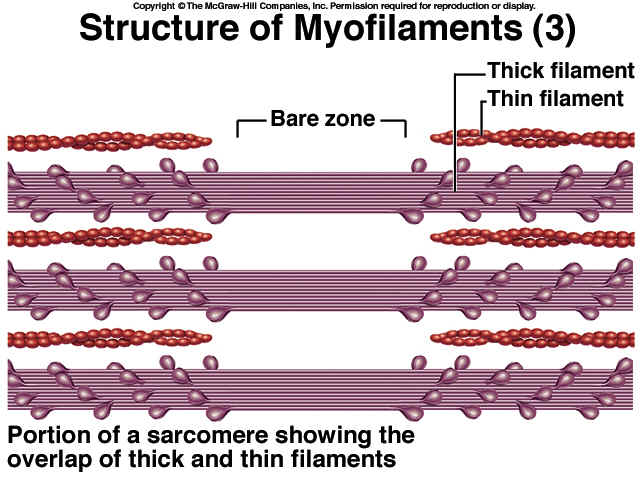 Copyright © The McGraw-Hill Companies, Inc. Permission required for reproduction or display.
Structure of Myofilaments (3)
Thick filament
Thin filament
Bare zone
Portion of a sarcomere showing the
overlap of thick and thin filaments